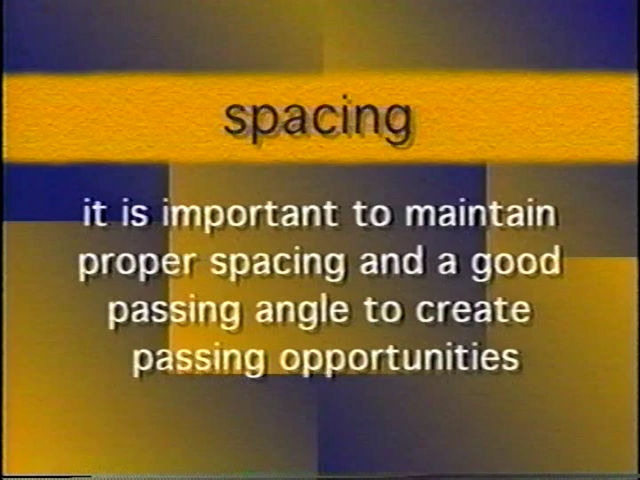 spacing
it is important to maintain
proper spacing and a good
passing angle to create
passing opportunities